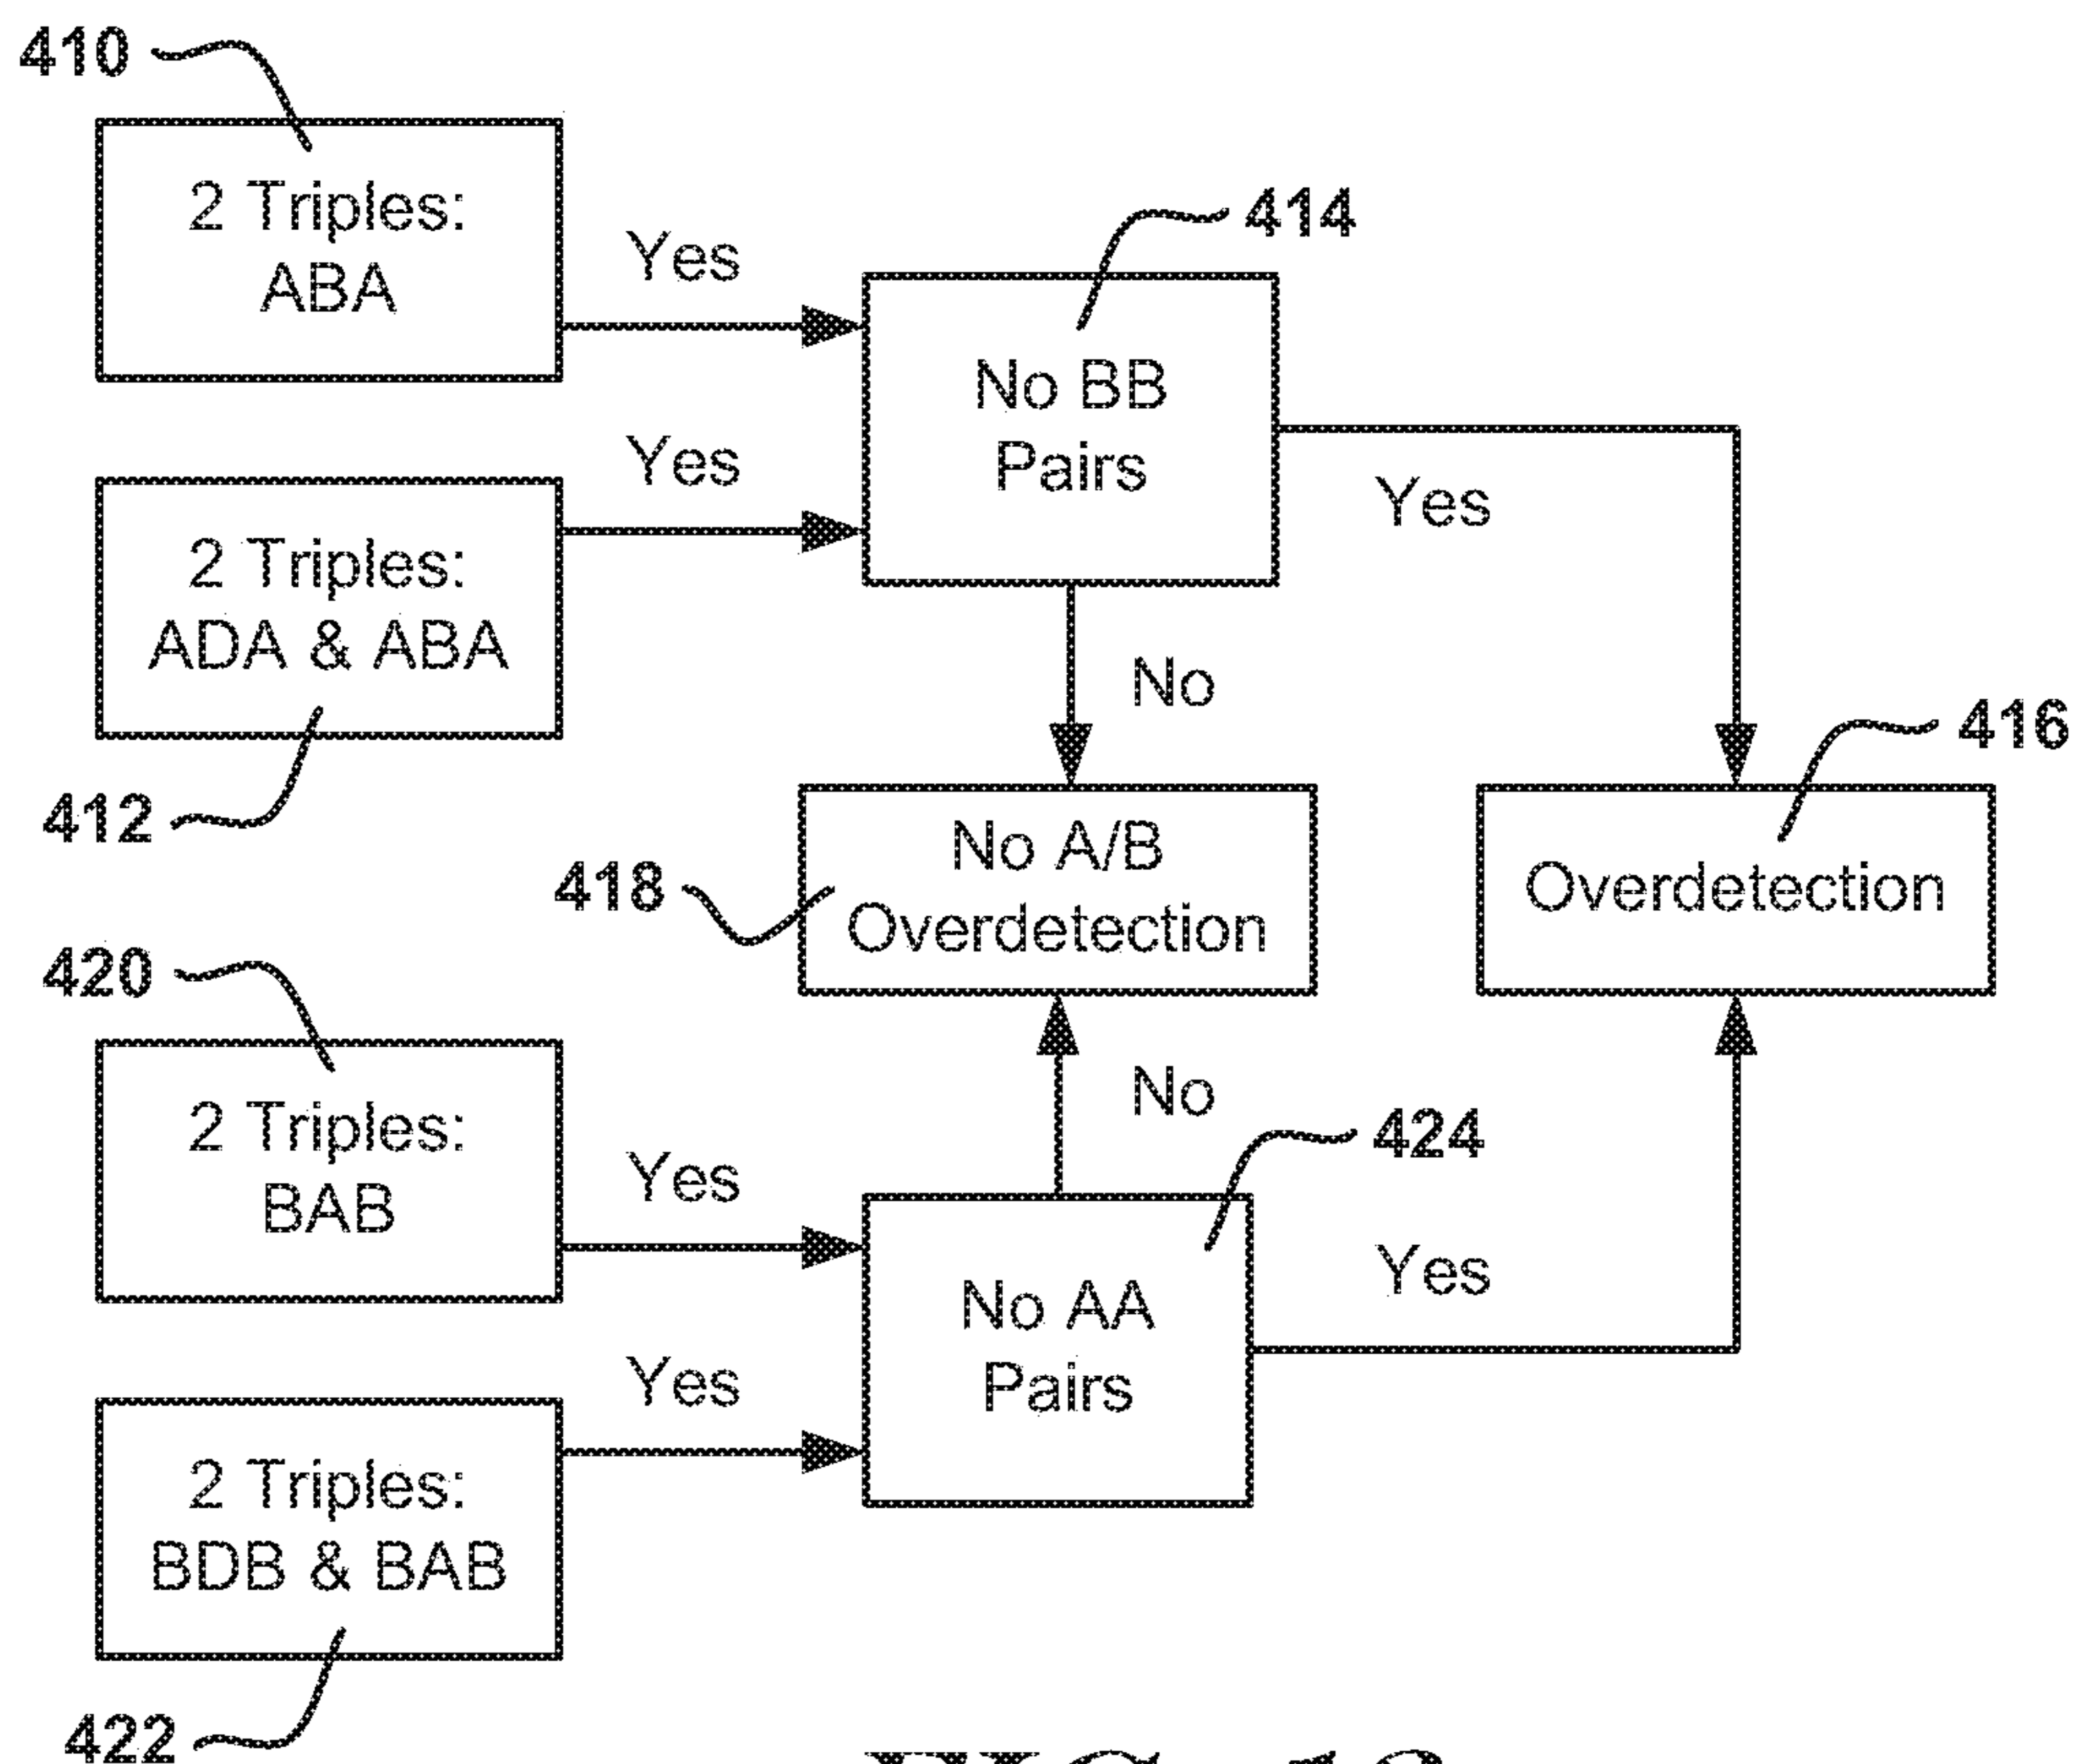 410
2 Triples:
ABA
Yes
414
No BB
Pairs
Yes
2 Triples:
ADA & ABA
412
Yes
No
416
418
No A/B
Overdetection
Overdetection
420
2 Triples:
BAB
Yes
No
424
No AA
Pairs
Yes
2 Triples:
BDB & BAB
422
Yes